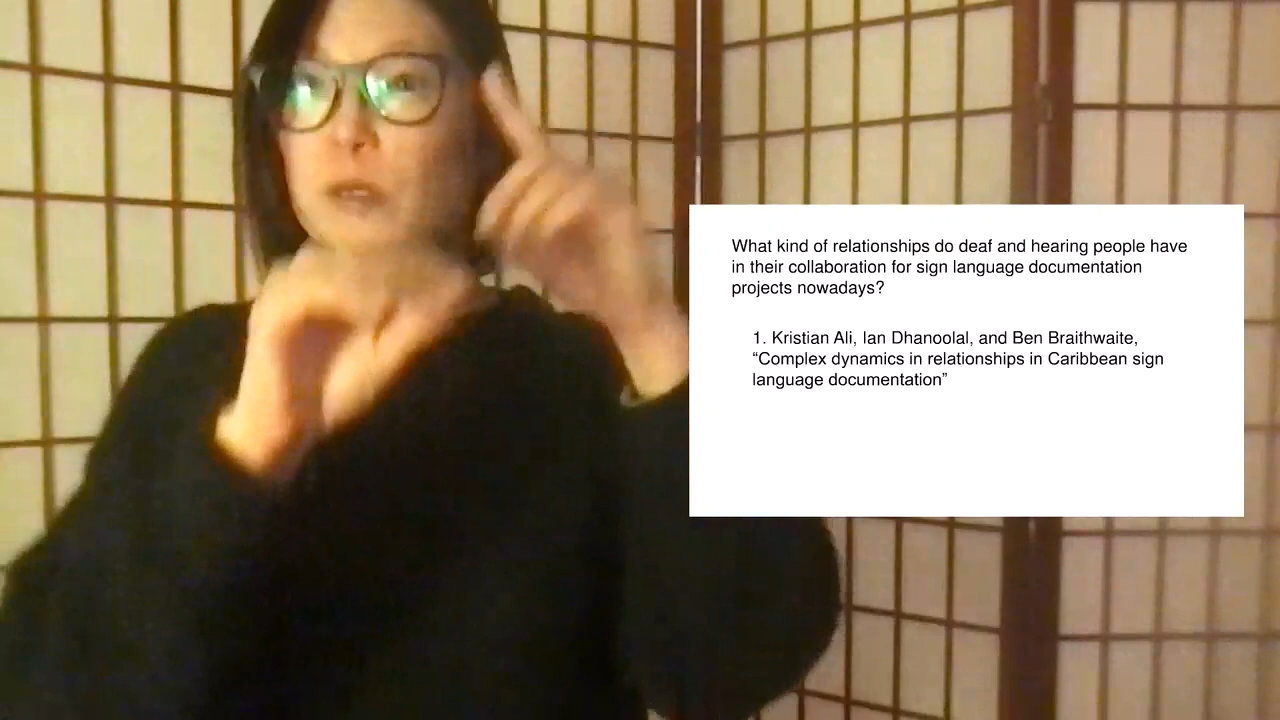 What kind of relationships do deaf and hearing people have
in their collaboration for sign language documentation
projects nowadays?
1. Kristian Ali, Ian Dhanoolal, and Ben Braithwaite,
“Complex dynamics in relationships in Caribbean sign
language documentation”